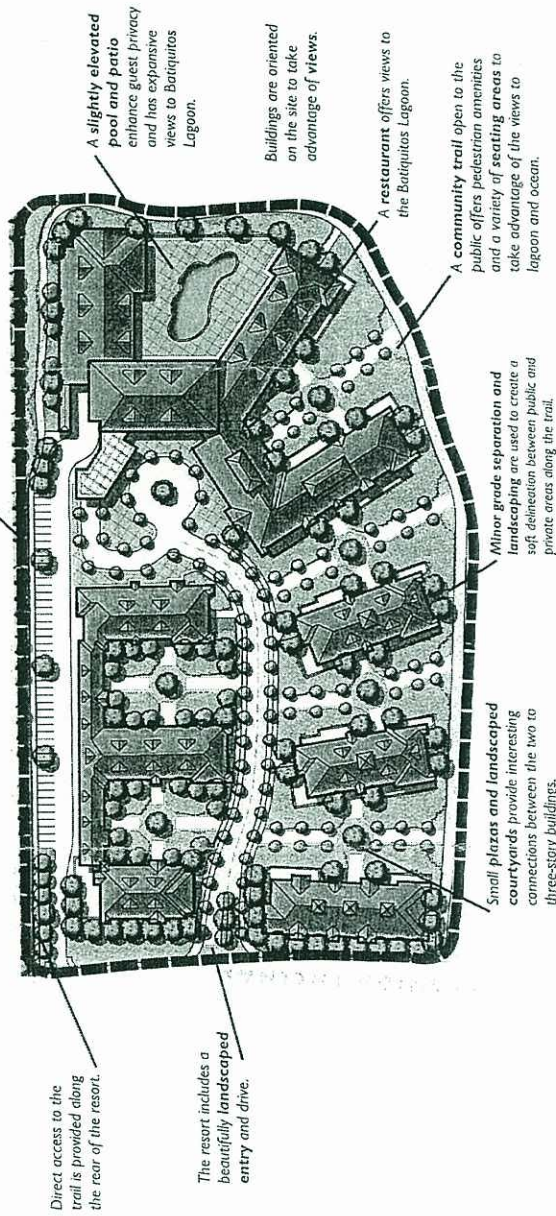 Direct access to the
trail is provided along
the rear of the resort.
The resort includes a
beautifully landscaped
entry and drive.
Small plazas and landscaped
courtyards provide interesting
connections between the two to
three-story buildings.
Minor grade separation and
landscaping are used to create a
soft delineation between public and
private areas along the trail.
A community trail open to the
public offers pedestrian amenities
and a variety of seating areas to
take advantage of the views to
lagoon and ocean.
A restaurant offers views to
the Batiquitos Lagoon.
Buildings are oriented
on the site to take
advantage of views.
A slightly elevated
pool and patio
enhance guest privacy
and has expansive
views to Batiquitos
Lagoon.